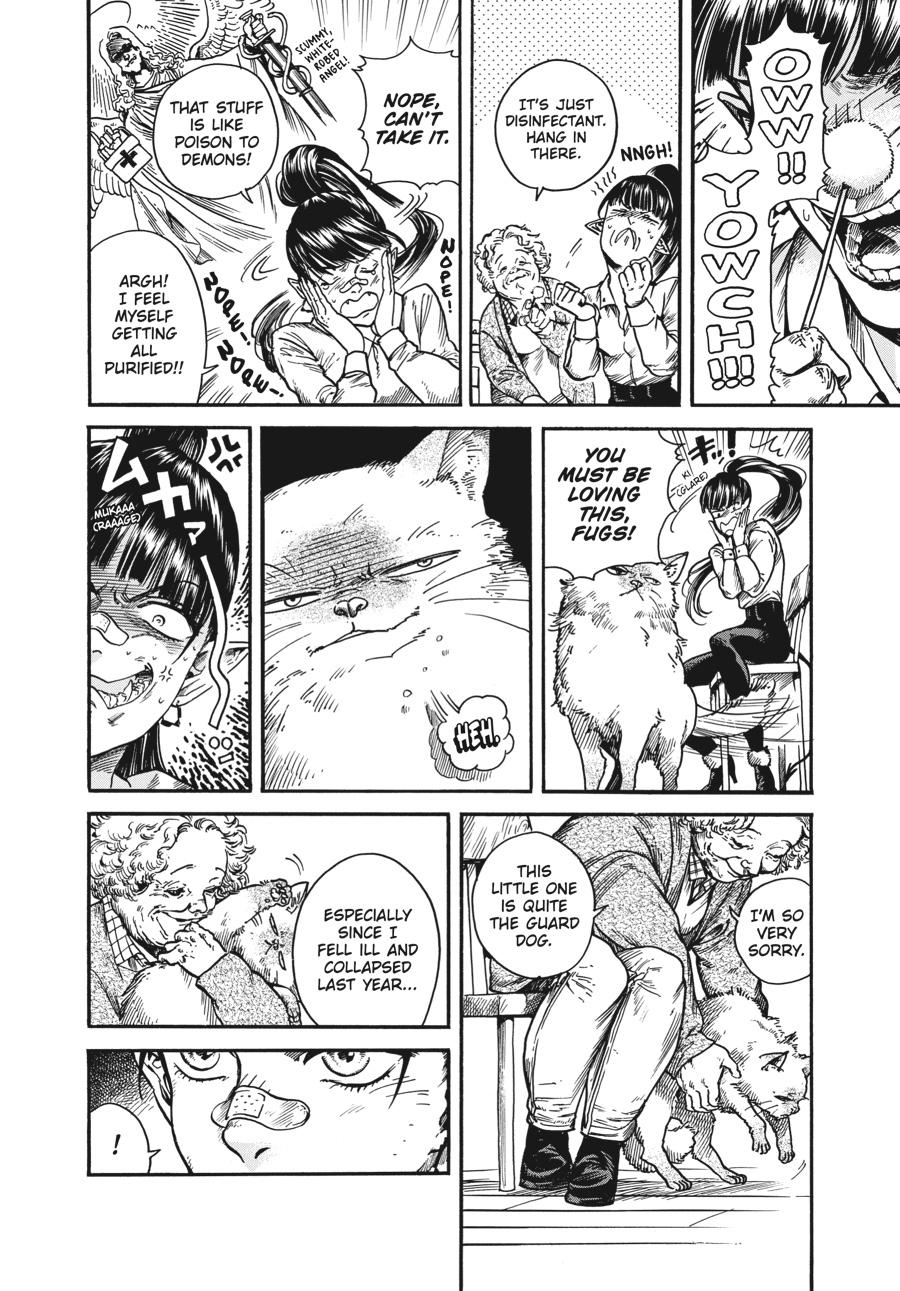 OWW!!
YOWCH!!!
IT'S JUST
DISINFECTANT.
HANG IN
THERE.
NNGH!
NOPE,
CAN'T
TAKE IT.
SCUMMY,
WHITE-
ROBED
ANGEL!
THAT STUFF
IS LIKE
POISON TO
DEMONS!
NOPE!
NOPE—
NOPE—!
ARGH!
I FEEL
MYSELF
GETTING
ALL
PURIFIED!!
キッ!
KI
(GLARE)
YOU
MUST BE
LOVING
THIS,
FUGS!
HEH.
ムカァ
MUKAAA
(RAAAGE)
I'M SO
VERY
SORRY.
THIS
LITTLE ONE
IS QUITE
THE GUARD
DOG.
ESPECIALLY
SINCE I
FELL ILL AND
COLLAPSED
LAST YEAR...
!